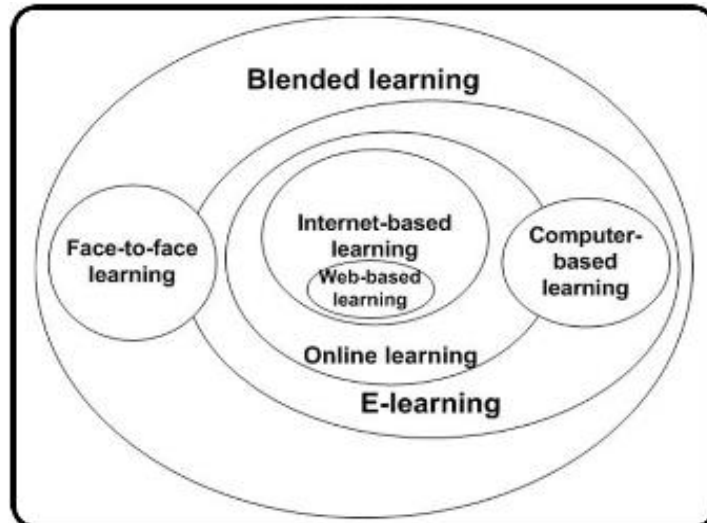 Blended learning
Internet-based
learning
Face-to-face
learning
Computer-
based
learning
Web-based
learning
Online learning
E-learning